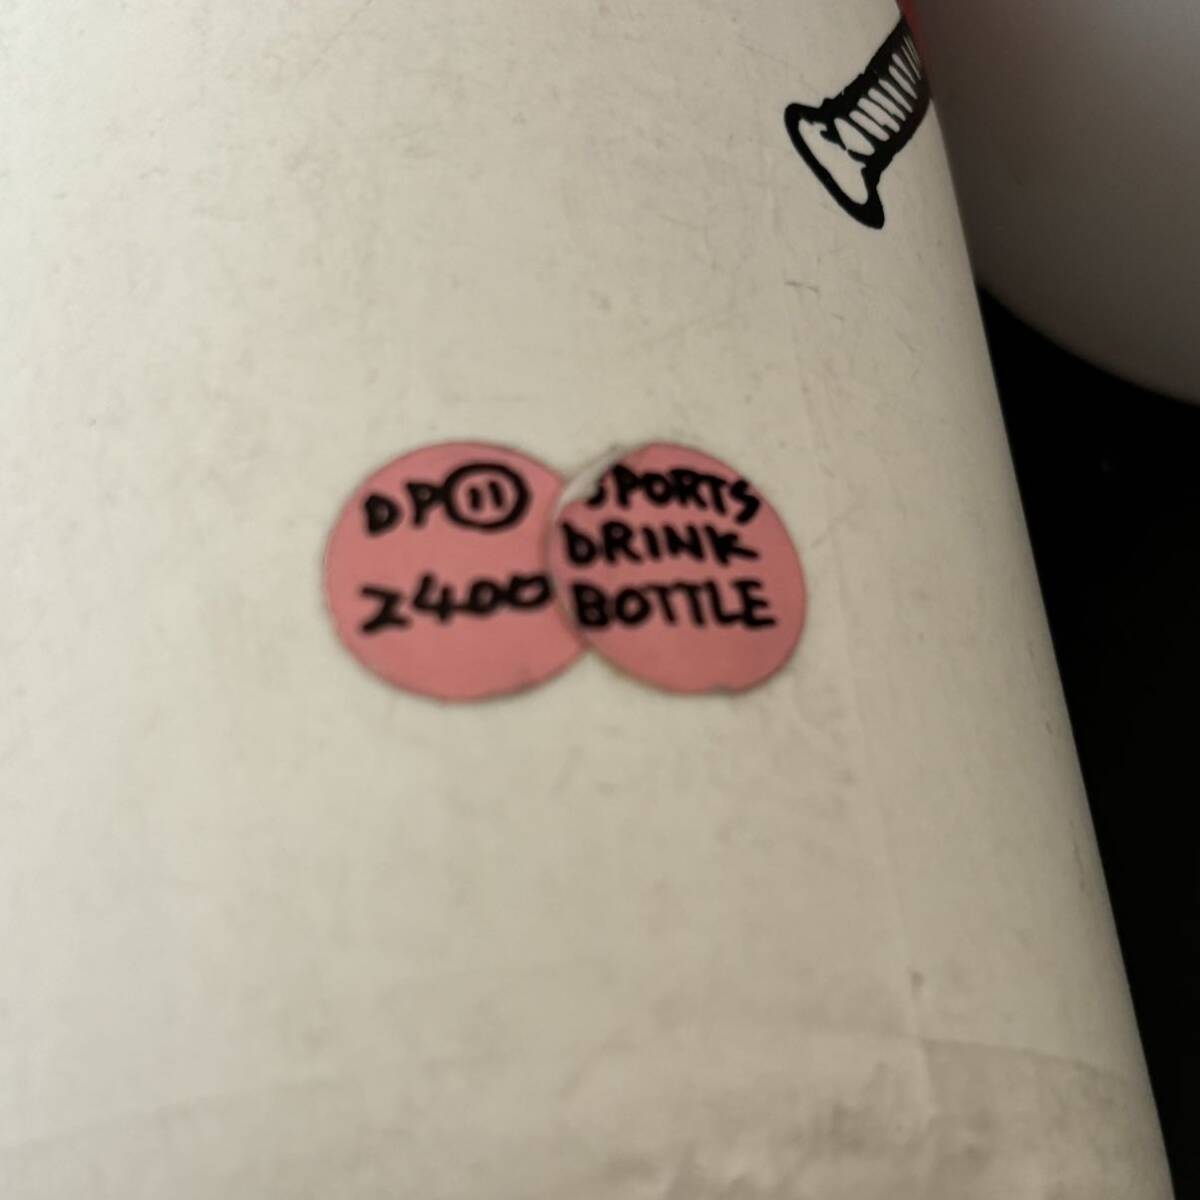 DP⑪
2400
SPORTS
DRINK
BOTTLE